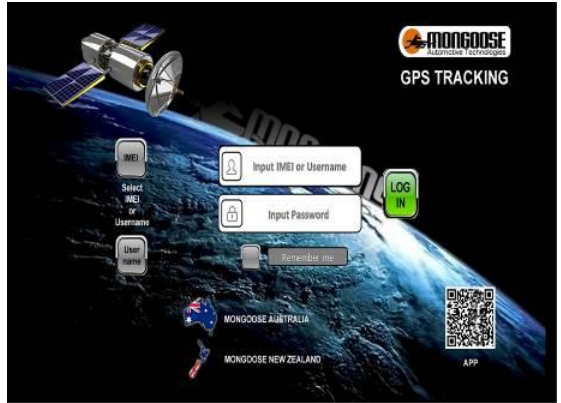 MONGOOSE
Automotive Technologies
GPS TRACKING
IMEI
Select
IMEI
or
Username
User
name
Input IMEI or Username
Input Password
LOG
IN
Remember me
MONGOOSE AUSTRALIA
MONGOOSE NEW ZEALAND
APP